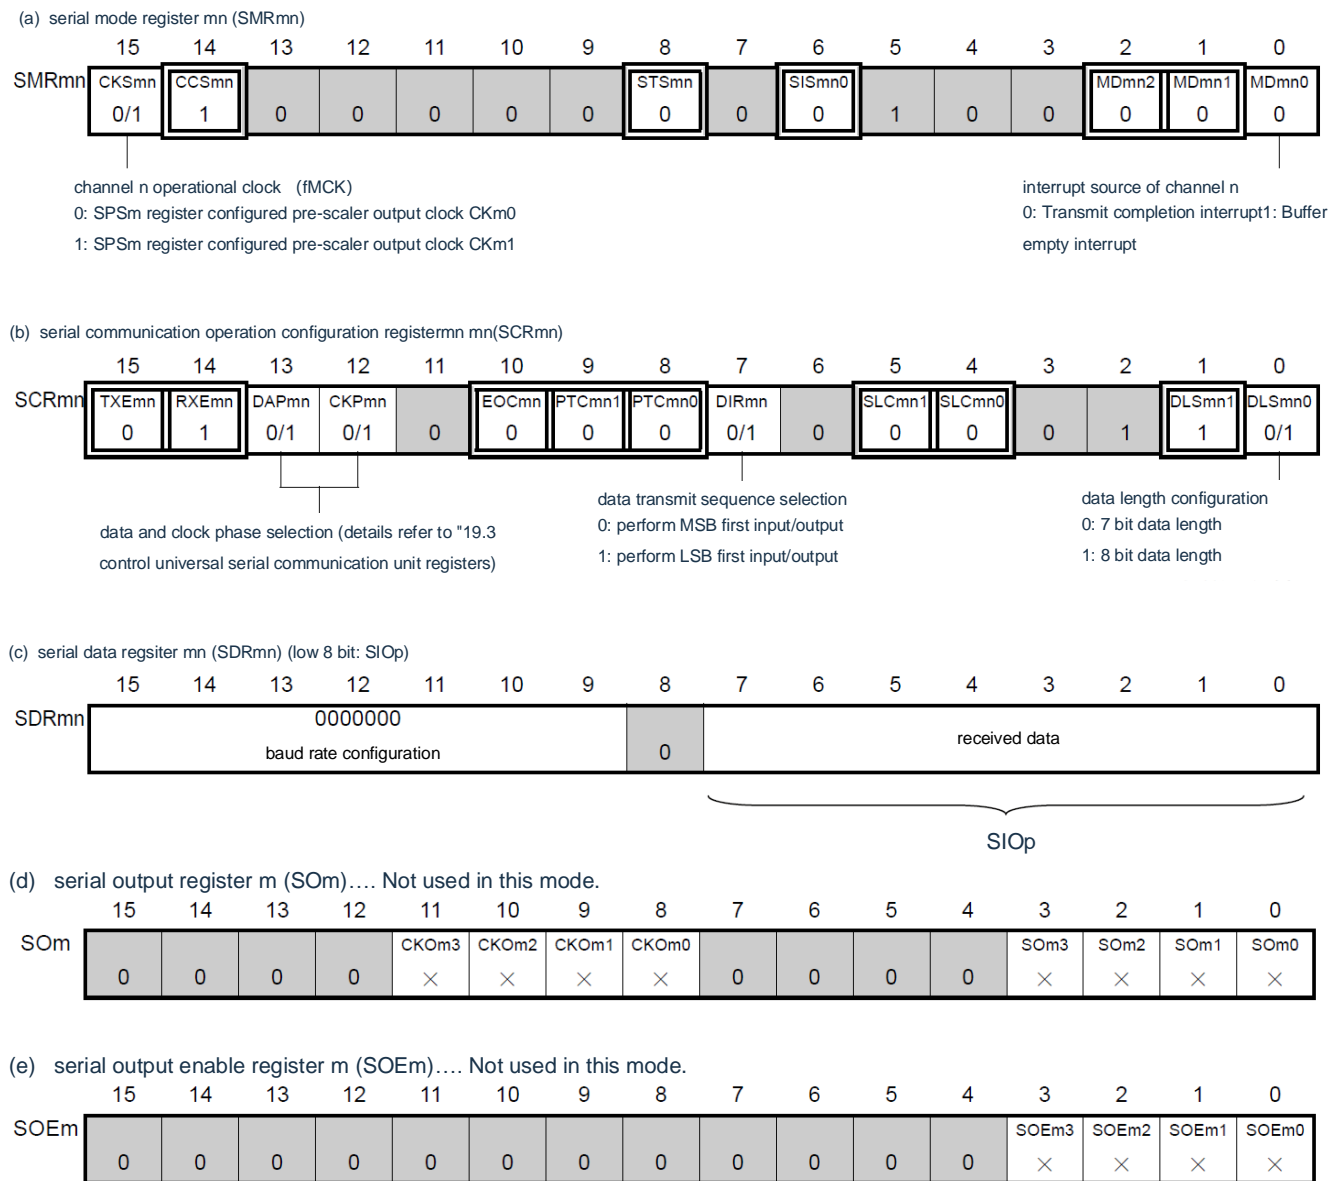 (a) serial mode register mn (SMRmn)
15 14 13 12 11 10 9 8 7 6 5 4 3 2 1 0
SMRmn CKSmn CCSmn STSmn SISmn0 MDmn2 MDmn1 MDmn0
0/1 1 0 0 0 0 0 0 0 0 1 0 0 0 0 0
channel n operational clock (fMCK)
0: SPSm register configured pre-scaler output clock CKm0
1: SPSm register configured pre-scaler output clock CKm1
interrupt source of channel n
0: Transmit completion interrupt1: Buffer
empty interrupt
(b) serial communication operation configuration registermn mn(SCRmn)
15 14 13 12 11 10 9 8 7 6 5 4 3 2 1 0
SCRmn TXEmn RXEmn DAPmn CKPmn EOCmn PTCmn1 PTCmn0 DIRmn SLCmn1 SLCmn0 DLSmn1 DLSmn0
0 1 0/1 0/1 0 0 0 0 0/1 0 0 0 0 1 1 0/1
data and clock phase selection (details refer to "19.3
control universal serial communication unit registers)
data transmit sequence selection
0: perform MSB first input/output
1: perform LSB first input/output
data length configuration
0: 7 bit data length
1: 8 bit data length
(c) serial data regsiter mn (SDRmn) (low 8 bit: SIOp)
15 14 13 12 11 10 9 8 7 6 5 4 3 2 1 0
SDRmn 0000000
baud rate configuration 0 received data
SIOp
(d) serial output register m (SOm)…. Not used in this mode.
15 14 13 12 11 10 9 8 7 6 5 4 3 2 1 0
SOm CKOm3 CKOm2 CKOm1 CKOm0 SOm3 SOm2 SOm1 SOm0
0 0 0 0 × × × × 0 0 0 0 × × × ×
(e) serial output enable register m (SOEm)…. Not used in this mode.
15 14 13 12 11 10 9 8 7 6 5 4 3 2 1 0
SOEm SOEm3 SOEm2 SOEm1 SOEm0
0 0 0 0 0 0 0 0 0 0 0 0 × × × ×